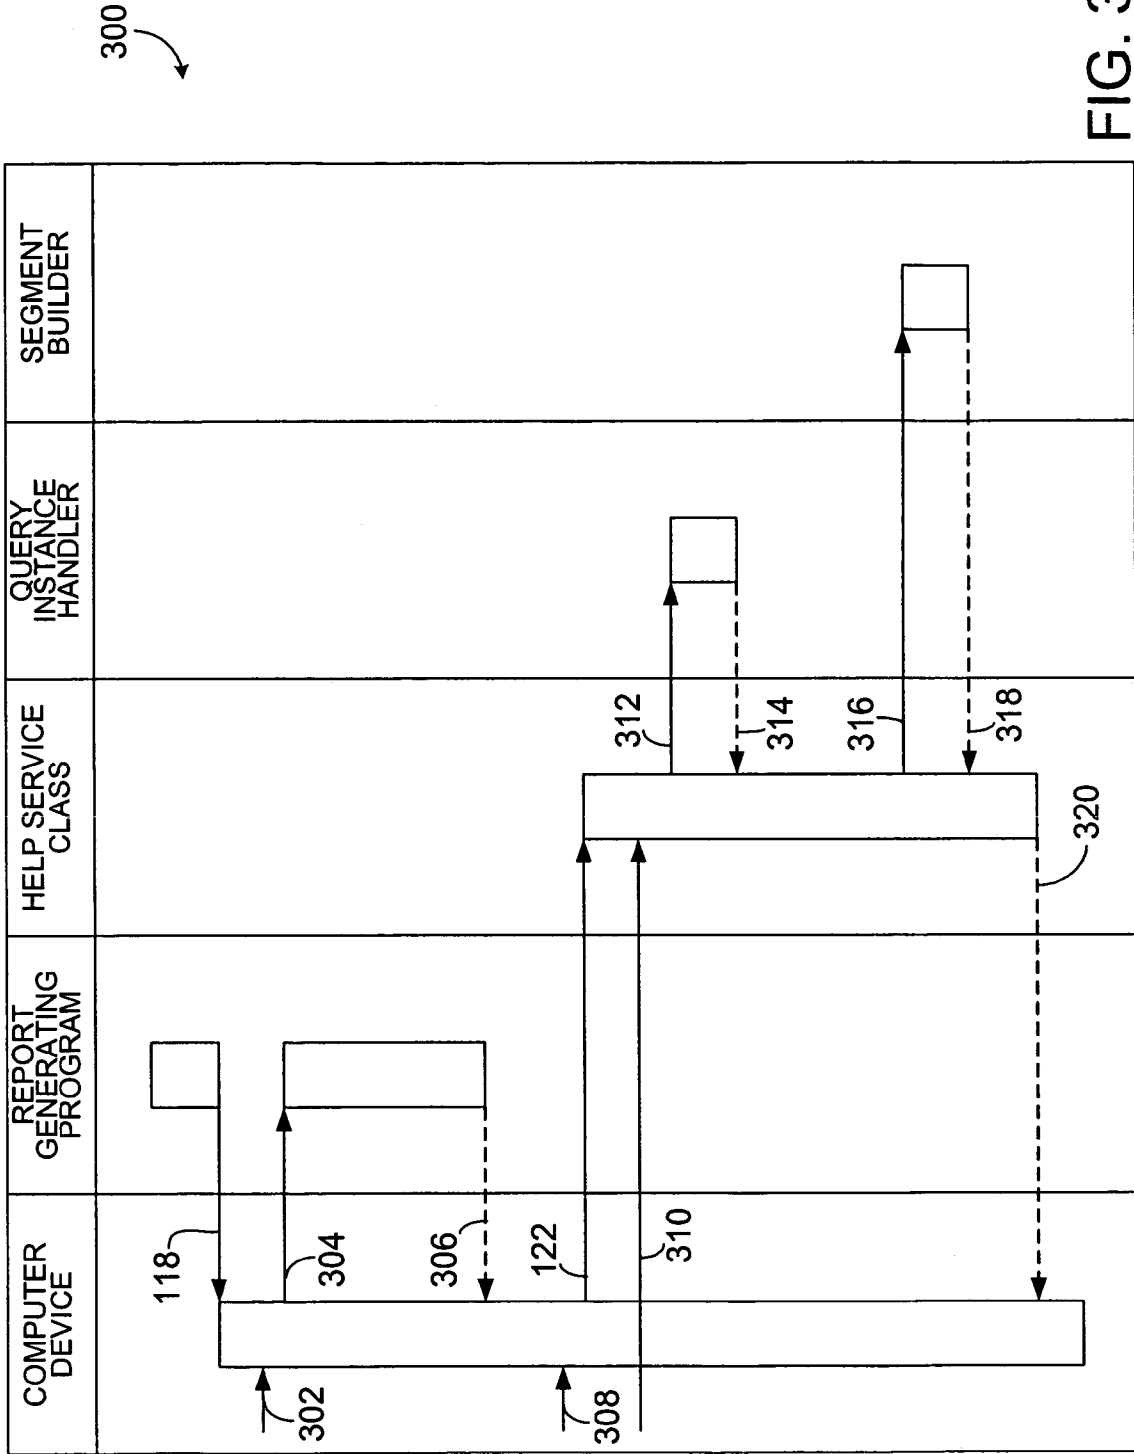 300
COMPUTER
DEVICE
REPORT
GENERATING
PROGRAM
HELP SERVICE
CLASS
QUERY
INSTANCE
HANDLER
SEGMENT
BUILDER
118
302
304
306
308
122
310
312
314
316
318
320
FIG. 3